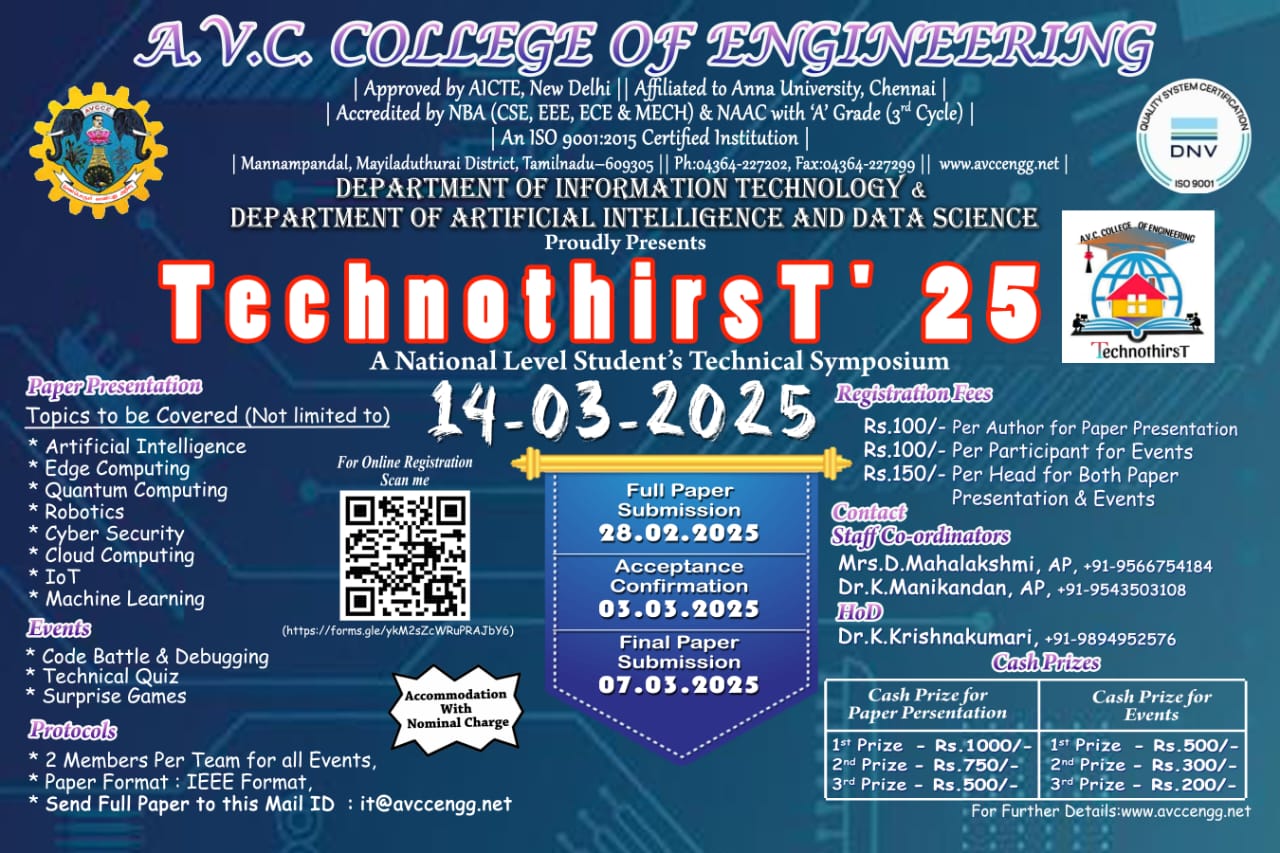 A.V.C. COLLEGE OF ENGINEERING
| Approved by AICTE, New Delhi || Affiliated to Anna University, Chennai |
| Accredited by NBA (CSE, EEE, ECE & MECH) & NAAC with ‘A’ Grade (3rd Cycle) |
| An ISO 9001:2015 Certified Institution |
| Mannampandal, Mayiladuthurai District, Tamilnadu–609305 || Ph:04364-227202, Fax:04364-227299 || www.avccengg.net |
AVCCE
QUALITY SYSTEM CERTIFICATION
DNV
ISO 9001
DEPARTMENT OF INFORMATION TECHNOLOGY &
DEPARTMENT OF ARTIFICIAL INTELLIGENCE AND DATA SCIENCE
Proudly Presents
TechnothirsT' 25
A.V.C. COLLEGE OF ENGINEERING
TechnothirsT
A National Level Student’s Technical Symposium
14-03-2025
Paper Presentation
Topics to be Covered (Not limited to)
* Artificial Intelligence
* Edge Computing
* Quantum Computing
* Robotics
* Cyber Security
* Cloud Computing
* IoT
* Machine Learning
Events
* Code Battle & Debugging
* Technical Quiz
* Surprise Games
Protocols
* 2 Members Per Team for all Events,
* Paper Format : IEEE Format,
* Send Full Paper to this Mail ID : it@avccengg.net
For Online Registration
Scan me
(https://forms.gle/ykM2sZcWRuPRAJbY6)
Accommodation
With
Nominal Charge
Full Paper
Submission
28.02.2025
Acceptance
Confirmation
03.03.2025
Final Paper
Submission
07.03.2025
Registration Fees
Rs.100/- Per Author for Paper Presentation
Rs.100/- Per Participant for Events
Rs.150/- Per Head for Both Paper
Presentation & Events
Contact
Staff Co-ordinators
Mrs.D.Mahalakshmi, AP, +91-9566754184
Dr.K.Manikandan, AP, +91-9543503108
HoD
Dr.K.Krishnakumari, +91-9894952576
Cash Prizes
Cash Prize for
Paper Persentation
1st Prize - Rs.1000/-
2nd Prize - Rs.750/-
3rd Prize - Rs.500/-
Cash Prize for
Events
1st Prize - Rs.500/-
2nd Prize - Rs.300/-
3rd Prize - Rs.200/-
For Further Details:www.avccengg.net